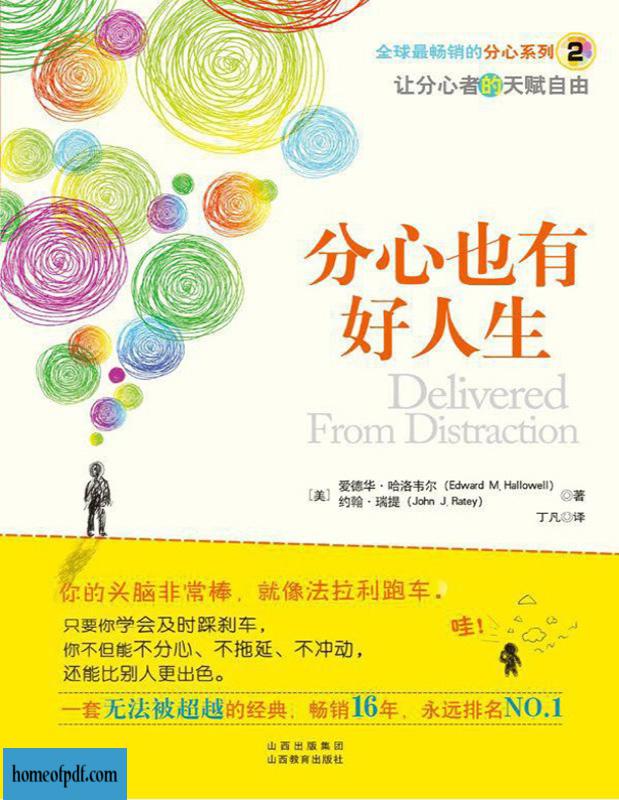 全球最畅销的分心系列 2
让分心者的天赋自由
分心也有
好人生
Delivered
From Distraction
[美] 爱德华·哈洛韦尔 (Edward M. Hallowell)
约翰·瑞提 (John J. Ratey) ◎著
丁凡◎译
你的头脑非常棒，就像法拉利跑车。
只要你学会及时踩刹车，
你不但能不分心、不拖延、不冲动，
还能比别人更出色。
哇!
一套无法被超越的经典，畅销16年，永远排名NO.1
山西出版集团
山西教育出版社
homeofpdf.com